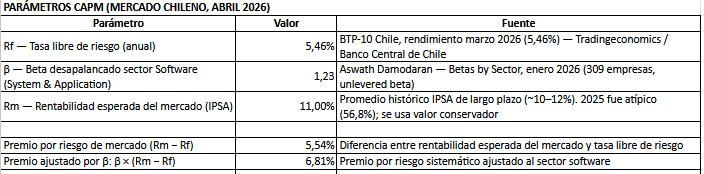 PARÁMETROS CAPM (MERCADO CHILENO, ABRIL 2026)
Parámetro Valor Fuente
Rf — Tasa libre de riesgo (anual) 5,46% BTP-10 Chile, rendimiento marzo 2026 (5,46%) — Tradingeconomics /
Banco Central de Chile
β — Beta desapalancado sector Software
(System & Application) 1,23 Aswath Damodaran — Betas by Sector, enero 2026 (309 empresas,
unlevered beta)
Rm — Rentabilidad esperada del mercado (IPSA) 11,00% Promedio histórico IPSA de largo plazo (~10–12%). 2025 fue atípico
(56,8%); se usa valor conservador
Premio por riesgo de mercado (Rm − Rf) 5,54% Diferencia entre rentabilidad esperada del mercado y tasa libre de riesgo
Premio ajustado por β: β × (Rm − Rf) 6,81% Premio por riesgo sistemático ajustado al sector software